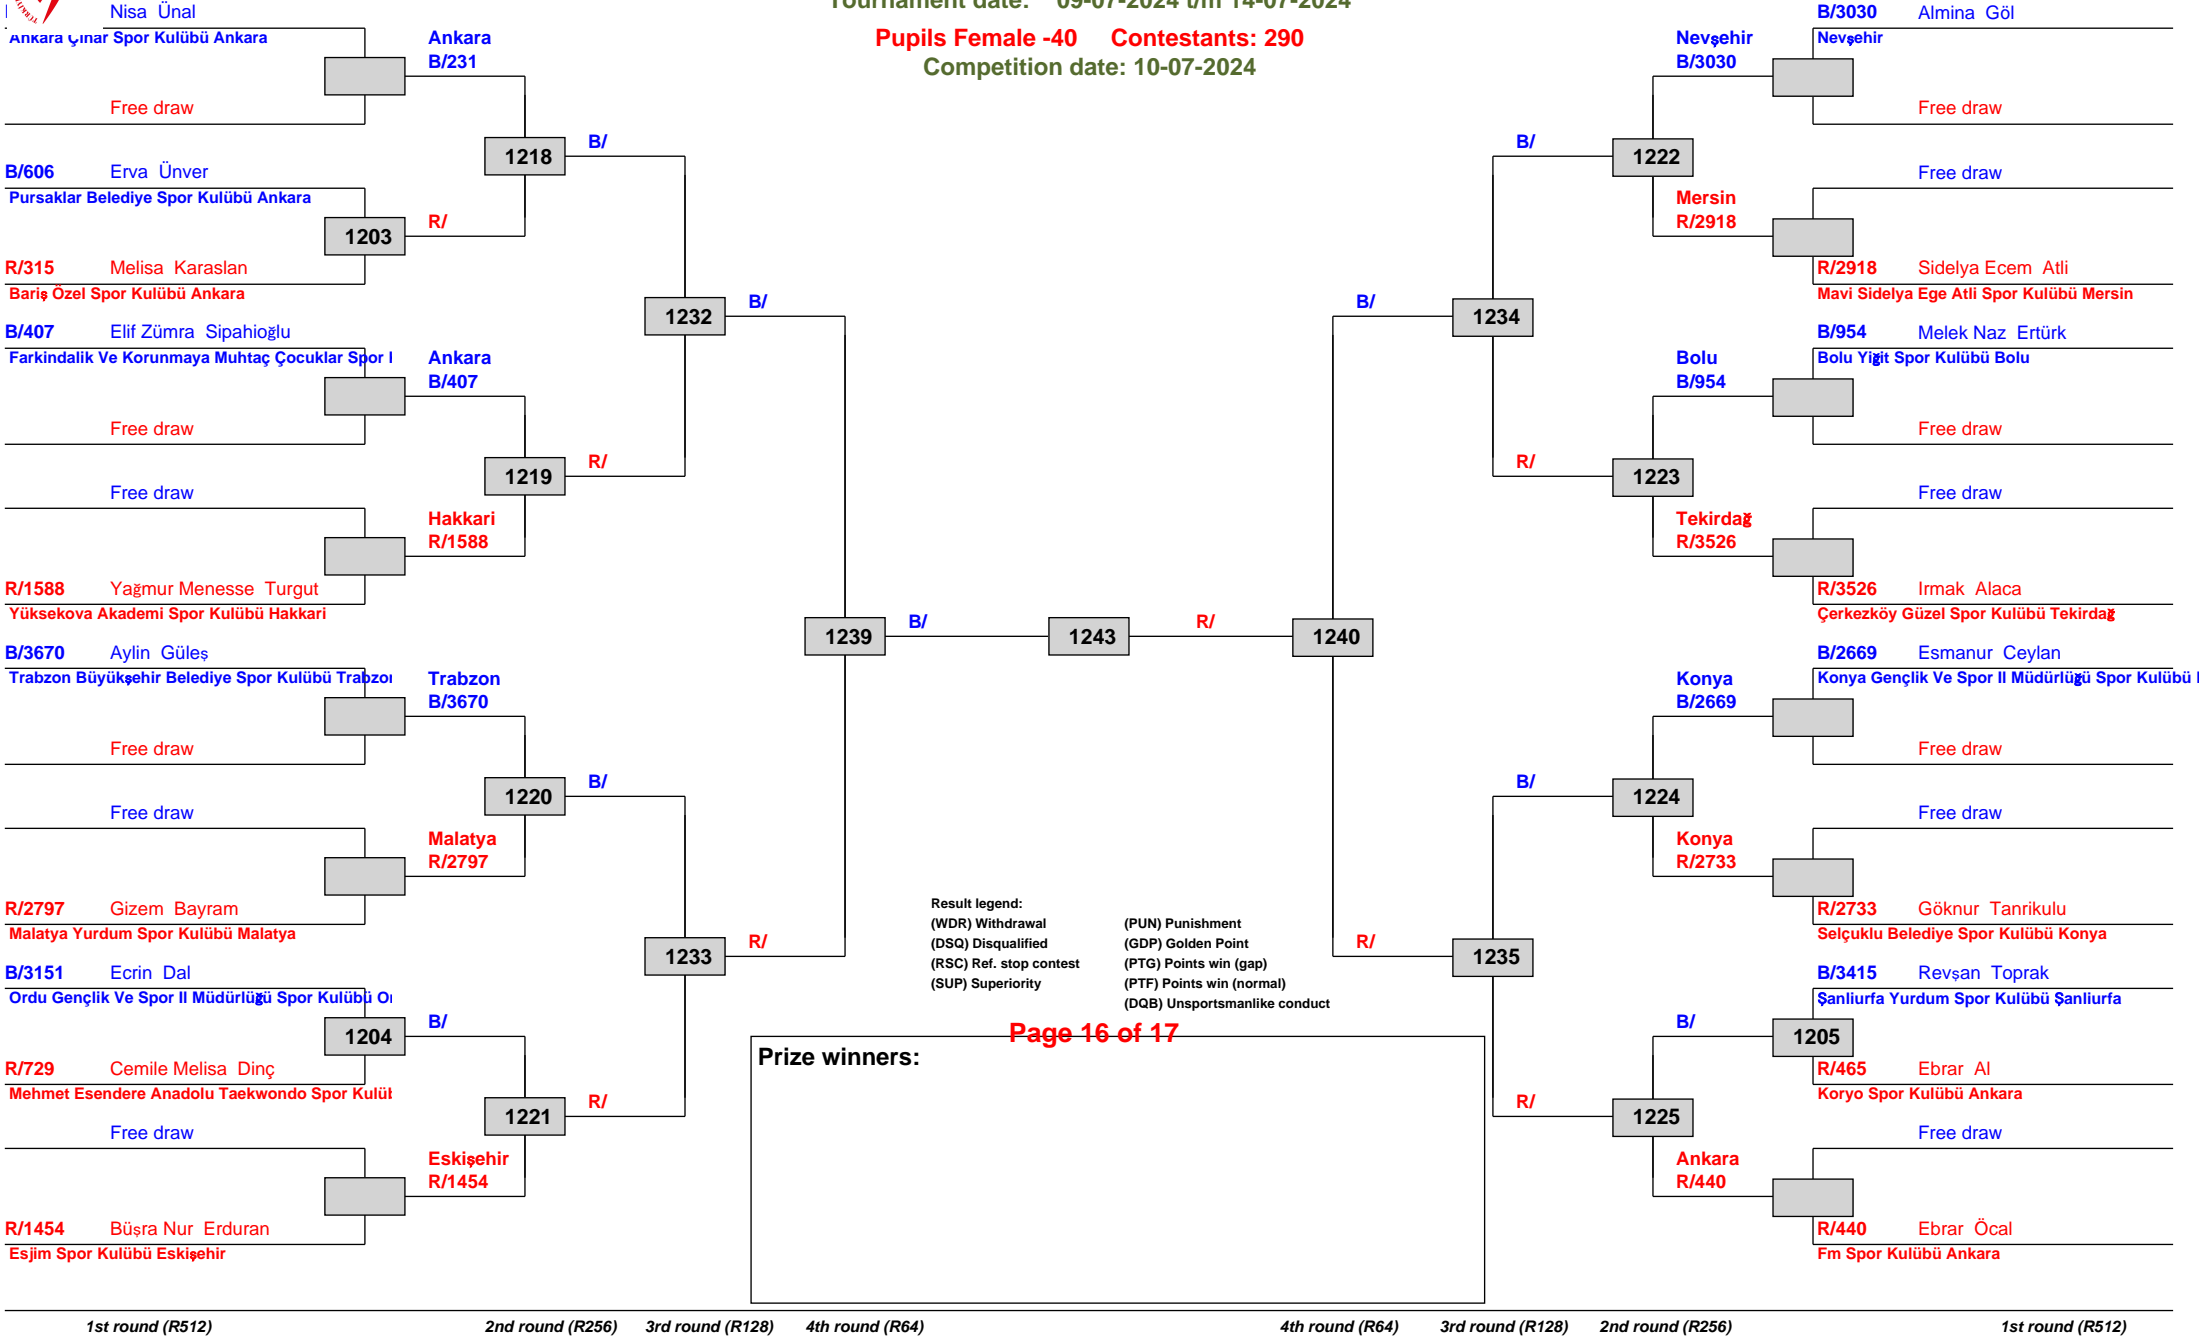 Tournament date: 09-07-2024 t/m 14-07-2024
Pupils Female -40 Contestants: 290
Competition date: 10-07-2024
Nisa Ünal
Ankara Çınar Spor Kulübü Ankara
Free draw
Ankara
B/231
B/606 Erva Ünver
Pursaklar Belediye Spor Kulübü Ankara
1203
R/
R/315 Melisa Karaslan
Bariş Özel Spor Kulübü Ankara
1218
B/
B/407 Elif Zümra Sipahioğlu
Farkindalik Ve Korunmaya Muhtaç Çocuklar Spor
Free draw
Ankara
B/407
Free draw
R/1588 Yağmur Menesse Turgut
Yüksekova Akademi Spor Kulübü Hakkari
Hakkari
R/1588
1219
R/
1232
B/
B/3670 Aylin Güleş
Trabzon Büyükşehir Belediye Spor Kulübü Trabzon
Free draw
Trabzon
B/3670
Free draw
R/2797 Gizem Bayram
Malatya Yurdum Spor Kulübü Malatya
Malatya
R/2797
1220
B/
B/3151 Ecrin Dal
Ordu Gençlik Ve Spor Il Müdürlüğü Spor Kulübü
1204
B/
R/729 Cemile Melisa Dinç
Mehmet Esendere Anadolu Taekwondo Spor
Free draw
R/1454 Büşra Nur Erduran
Esjim Spor Kulübü Eskişehir
Eskişehir
R/1454
1221
R/
1233
R/
1239
B/
1243
R/
1240
B/
1234
B/
1222
Nevşehir
B/3030
B/3030 Almina Göl
Nevşehir
Free draw
Free draw
Mersin
R/2918
R/2918 Sidelya Ecem Atli
Mavi Sidelya Ege Atli Spor Kulübü Mersin
R/
1223
Bolu
B/954
B/954 Melek Naz Ertürk
Bolu Yiğit Spor Kulübü Bolu
Free draw
Free draw
Tekirdağ
R/3526
R/3526 Irmak Alaca
Çerkezköy Güzel Spor Kulübü Tekirdağ
R/
1235
B/
1224
Konya
B/2669
B/2669 Esmanur Ceylan
Konya Gençlik Ve Spor Il Müdürlüğü Spor Kulübü
Free draw
Free draw
Konya
R/2733
R/2733 Göknur Tanrikulu
Selçuklu Belediye Spor Kulübü Konya
R/
1225
B/
1205
B/3415 Revşan Toprak
Şanliurfa Yurdum Spor Kulübü Şanliurfa
R/465 Ebrar Al
Koryo Spor Kulübü Ankara
Free draw
Ankara
R/440
R/440 Ebrar Öcal
Fm Spor Kulübü Ankara
Result legend:
(WDR) Withdrawal (PUN) Punishment
(DSQ) Disqualified (GDP) Golden Point
(RSC) Ref. stop contest (PTG) Points win (gap)
(SUP) Superiority (PTF) Points win (normal)
(DQB) Unsportsmanlike conduct
Page 16 of 17
Prize winners:
1st round (R512) 2nd round (R256) 3rd round (R128) 4th round (R64) 4th round (R64) 3rd round (R128) 2nd round (R256) 1st round (R512)